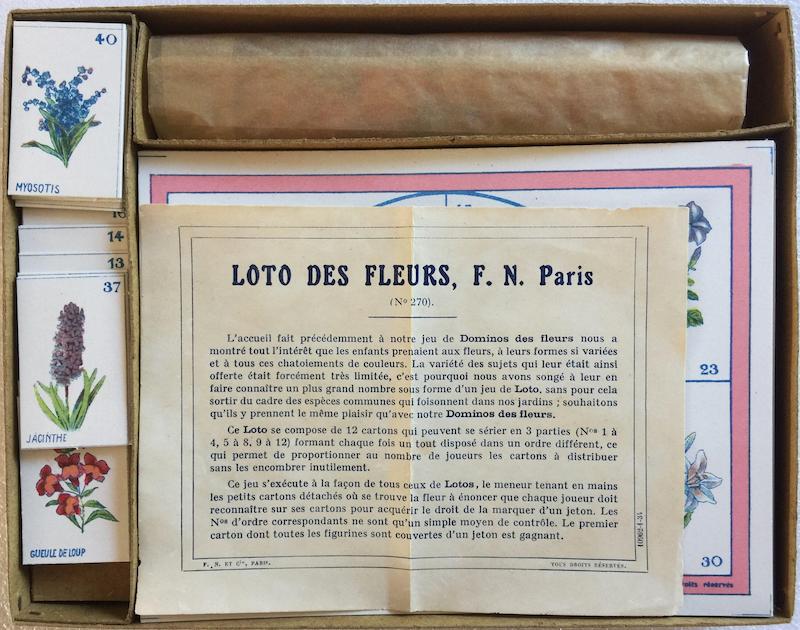 40
MYOSOTIS
16
14
13
37
JACINTHE
GUEULE DE LOUP
LOTO DES FLEURS, F. N. Paris
(Nº 270).
L'accueil fait précédemment à notre jeu de Dominos des fleurs nous a
montré tout l'intérêt que les enfants prenaient aux fleurs, à leurs formes si variées
et à tous ces chatoiements de couleurs. La variété des sujets qui leur était ainsi
offerte était forcément très limitée, c'est pourquoi nous avons songé à leur en
faire connaître un plus grand nombre sous forme d'un jeu de Loto, sans pour cela
sortir du cadre des espèces communes qui foisonnent dans nos jardins ; souhaitons
qu'ils y prennent le même plaisir qu'avec notre Dominos des fleurs.
Ce Loto se compose de 12 cartons qui peuvent se sérier en 3 parties (Nos 1 à
4, 5 à 8, 9 à 12) formant chaque fois un tout disposé dans un ordre différent, ce
qui permet de proportionner au nombre de joueurs les cartons à distribuer
sans les encombrer inutilement.
Ce jeu s'exécute à la façon de tous ceux de Lotos, le meneur tenant en mains
les petits cartons détachés où se trouve la fleur à énoncer que chaque joueur doit
reconnaître sur ses cartons pour acquérir le droit de la marquer d'un jeton. Les
Nos d'ordre correspondants ne sont qu'un simple moyen de contrôle. Le premier
carton dont toutes les figurines sont couvertes d'un jeton est gagnant.
F. N. ET Cie, PARIS.
TOUS DROITS RÉSERVÉS.
10902-4-34
23
30
droits réservés